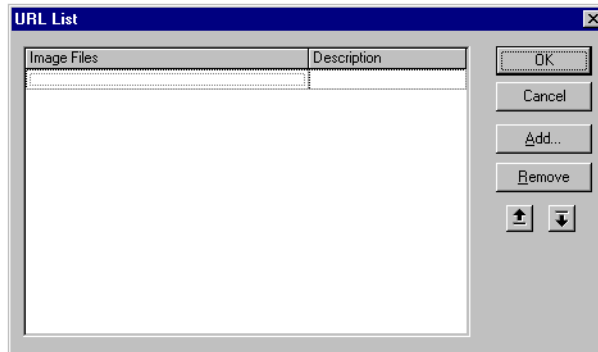 URL List
Image Files Description
OK
Cancel
Add...
Remove